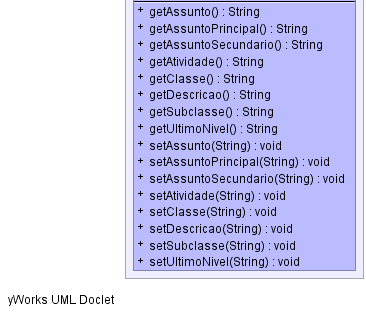 + getAssunto() : String
+ getAssuntoPrincipal() : String
+ getAssuntoSecundario() : String
+ getAtividade() : String
+ getClasse() : String
+ getDescricao() : String
+ getSubclasse() : String
+ getUltimoNivel() : String
+ setAssunto(String) : void
+ setAssuntoPrincipal(String) : void
+ setAssuntoSecundario(String) : void
+ setAtividade(String) : void
+ setClasse(String) : void
+ setDescricao(String) : void
+ setSubclasse(String) : void
+ setUltimoNivel(String) : void
yWorks UML Doclet